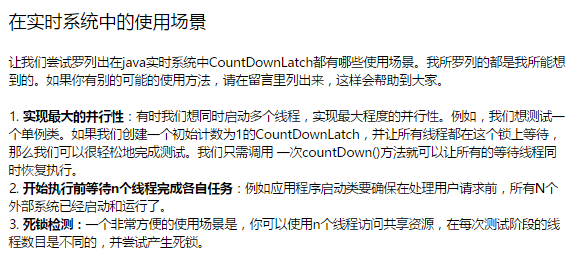 在实时系统中的使用场景
让我们尝试罗列出在java实时系统中CountDownLatch都有哪些使用场景。我所罗列的都是我所能想
到的。如果你有别的可能的使用方法，请在留言里列出来，这样会帮助到大家。
1. 实现最大的并行性：有时我们想同时启动多个线程，实现最大程度的并行性。例如，我们想测试一
个单例类。如果我们创建一个初始计数为1的CountDownLatch，并让所有线程都在这个锁上等待，
那么我们可以很轻松地完成测试。我们只需调用 一次countDown()方法就可以让所有的等待线程同
时恢复执行。
2. 开始执行前等待n个线程完成各自任务：例如应用程序启动类要确保在处理用户请求前，所有N个
外部系统已经启动和运行了。
3. 死锁检测：一个非常方便的使用场景是，你可以使用n个线程访问共享资源，在每次测试阶段的线
程数目是不同的，并尝试产生死锁。